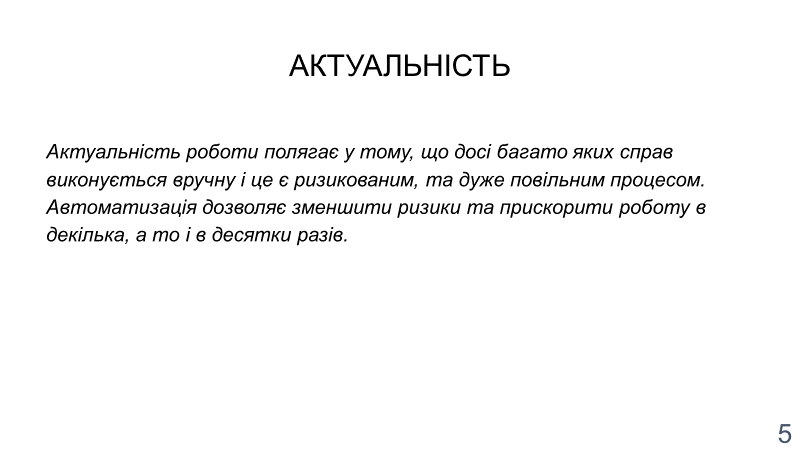 АКТУАЛЬНІСТЬ
Актуальність роботи полягає у тому, що досі багато яких справ
виконується вручну і це є ризикованим, та дуже повільним процесом.
Автоматизація дозволяє зменшити ризики та прискорити роботу в
декілька, а то і в десятки разів.
5